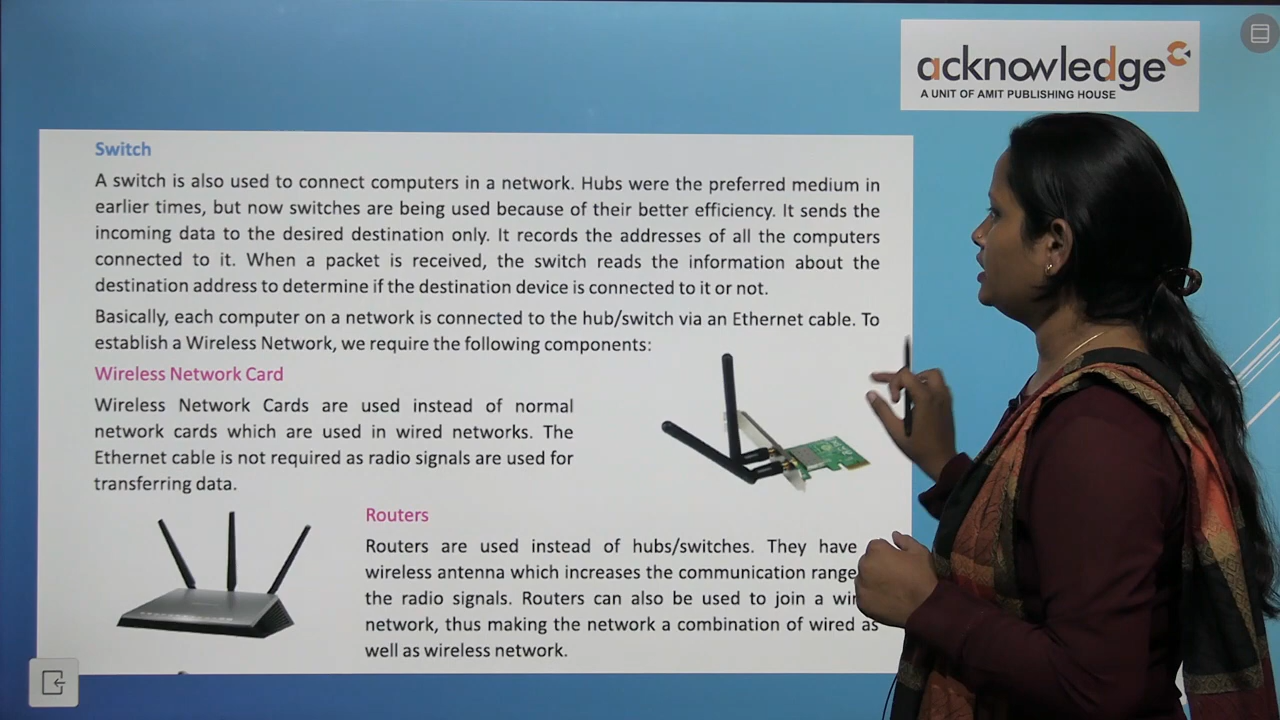 acknowledge
A UNIT OF AMIT PUBLISHING HOUSE
Switch
A switch is also used to connect computers in a network. Hubs were the preferred medium in
earlier times, but now switches are being used because of their better efficiency. It sends the
incoming data to the desired destination only. It records the addresses of all the computers
connected to it. When a packet is received, the switch reads the information about the
destination address to determine if the destination device is connected to it or not.
Basically, each computer on a network is connected to the hub/switch via an Ethernet cable. To
establish a Wireless Network, we require the following components:
Wireless Network Card
Wireless Network Cards are used instead of normal
network cards which are used in wired networks. The
Ethernet cable is not required as radio signals are used for
transferring data.
Routers
Routers are used instead of hubs/switches. They have
wireless antenna which increases the communication range
the radio signals. Routers can also be used to join a
network, thus making the network a combination of wired as
well as wireless network.